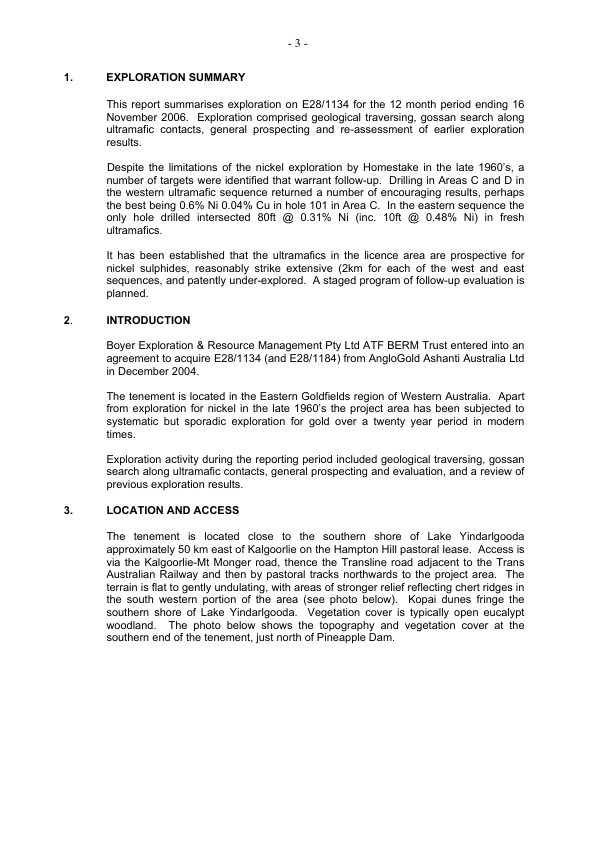 - 3 -
1. EXPLORATION SUMMARY
This report summarises exploration on E28/1134 for the 12 month period ending 16
November 2006. Exploration comprised geological traversing, gossan search along
ultramafic contacts, general prospecting and re-assessment of earlier exploration
results.
Despite the limitations of the nickel exploration by Homestake in the late 1960's, a
number of targets were identified that warrant follow-up. Drilling in Areas C and D in
the western ultramafic sequence returned a number of encouraging results, perhaps
the best being 0.6% Ni 0.04% Cu in hole 101 in Area C. In the eastern sequence the
only hole drilled intersected 80ft @ 0.31% Ni (inc. 10ft @ 0.48% Ni) in fresh
ultramafics.
It has been established that the ultramafics in the licence area are prospective for
nickel sulphides, reasonably strike extensive (2km for each of the west and east
sequences, and patently under-explored. A staged program of follow-up evaluation is
planned.
2. INTRODUCTION
Boyer Exploration & Resource Management Pty Ltd ATF BERM Trust entered into an
agreement to acquire E28/1134 (and E28/1184) from AngloGold Ashanti Australia Ltd
in December 2004.
The tenement is located in the Eastern Goldfields region of Western Australia. Apart
from exploration for nickel in the late 1960's the project area has been subjected to
systematic but sporadic exploration for gold over a twenty year period in modern
times.
Exploration activity during the reporting period included geological traversing, gossan
search along ultramafic contacts, general prospecting and evaluation, and a review of
previous exploration results.
3. LOCATION AND ACCESS
The tenement is located close to the southern shore of Lake Yindarlgooda
approximately 50 km east of Kalgoorlie on the Hampton Hill pastoral lease. Access is
via the Kalgoorlie-Mt Monger road, thence the Transline road adjacent to the Trans
Australian Railway and then by pastoral tracks northwards to the project area. The
terrain is flat to gently undulating, with areas of stronger relief reflecting chert ridges in
the south western portion of the area (see photo below). Kopai dunes fringe the
southern shore of Lake Yindarlgooda. Vegetation cover is typically open eucalypt
woodland. The photo below shows the topography and vegetation cover at the
southern end of the tenement, just north of Pineapple Dam.